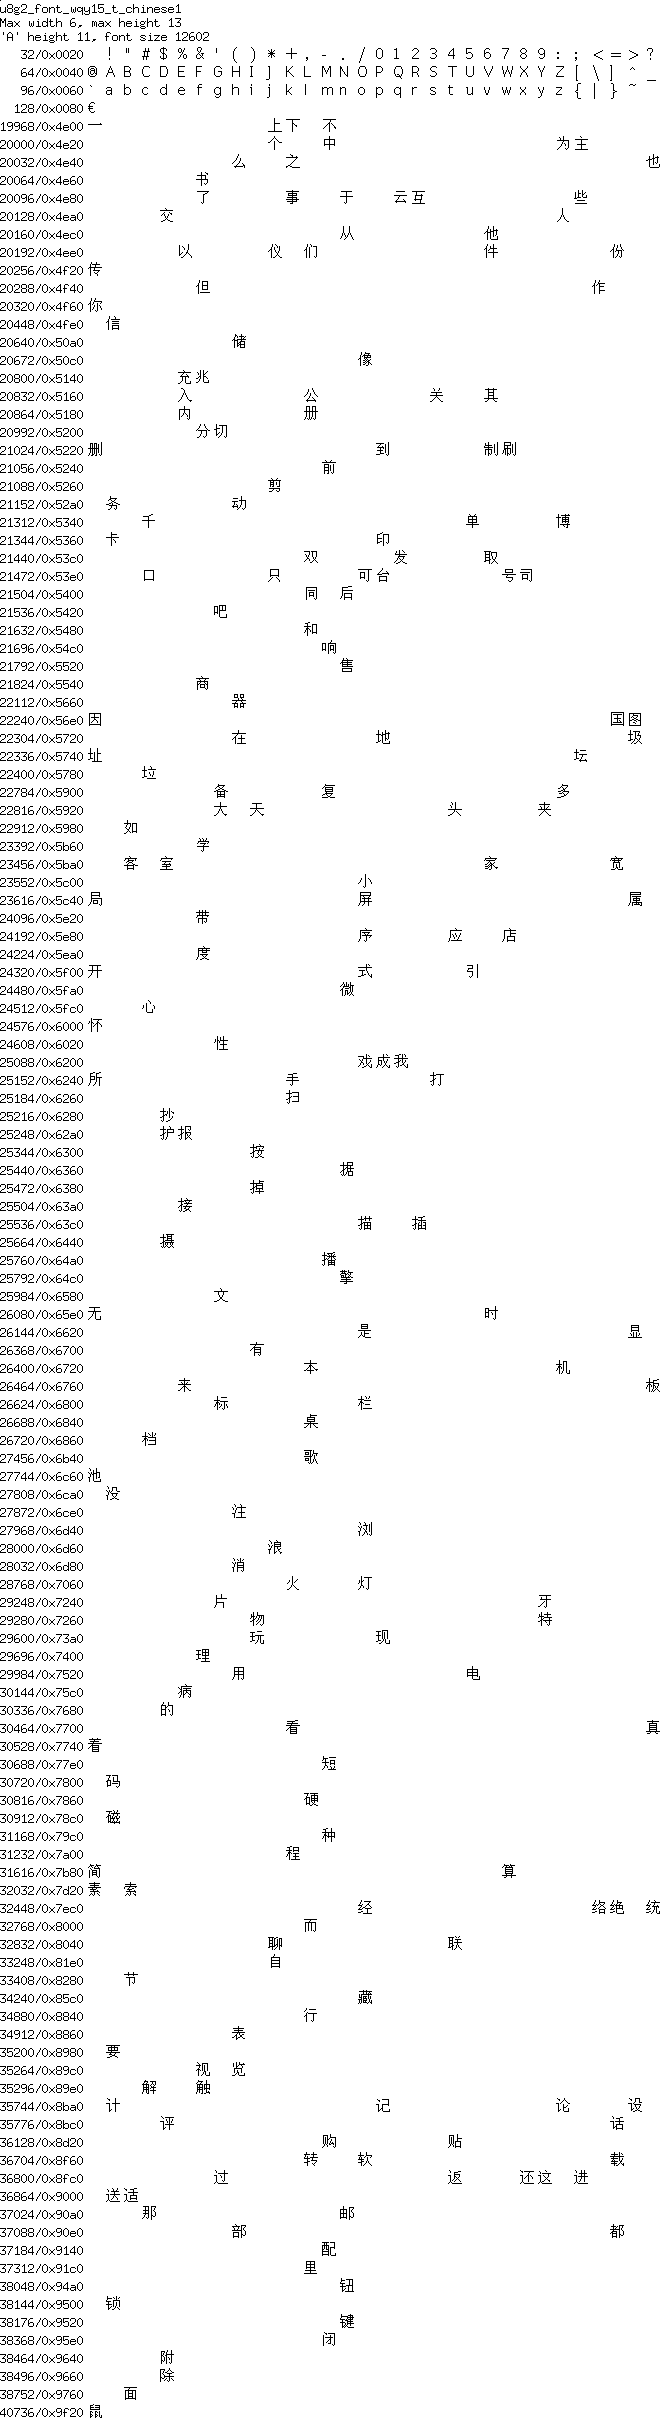 u8g2_font_wqy15_t_chinese1
Max width 6, max height 13
'A' height 11, font size 12602
32/0x0020 ! " # $ % & ' ( ) * + , - . / 0 1 2 3 4 5 6 7 8 9 : ; < = > ?
64/0x0040 @ A B C D E F G H I J K L M N O P Q R S T U V W X Y Z [ \ ] ^ _
96/0x0060 ` a b c d e f g h i j k l m n o p q r s t u v w x y z { | } ~
128/0x0080 €
19968/0x4e00 一 上 下 不
20000/0x4e20 个 中 为 主
20032/0x4e40 么 之 也
20064/0x4e60 书
20096/0x4e80 了 事 于 云 互 些
20128/0x4ea0 交 人
20160/0x4ec0 从 他
20192/0x4ee0 以 仪 们 件 份
20256/0x4f20 传
20288/0x4f40 但 作
20320/0x4f60 你
20448/0x4fe0 信
20640/0x50a0 储
20672/0x50c0 像
20800/0x5140 充 兆
20832/0x5160 入 公 关 其
20864/0x5180 内 册
20992/0x5200 分 切
21024/0x5220 删 到 制 刷
21056/0x5240 前
21088/0x5260 剪
21152/0x52a0 务 动
21312/0x5340 千 单 博
21344/0x5360 卡 印
21440/0x53c0 双 发 取
21472/0x53e0 口 只 可 台 号 司
21504/0x5400 同 后
21536/0x5420 吧
21632/0x5480 和
21696/0x54c0 响
21792/0x5520 售
21824/0x5540 商
22112/0x5660 器
22240/0x56e0 因 国 图
22304/0x5720 在 地 圾
22336/0x5740 址 坛
22400/0x5780 垃
22784/0x5900 备 复 多
22816/0x5920 大 天 头 夹
22912/0x5980 如
23392/0x5b60 学
23456/0x5ba0 客 室 家 宽
23552/0x5c00 小
23616/0x5c40 局 屏 属
24096/0x5e20 带
24192/0x5e80 序 应 店
24224/0x5ea0 度
24320/0x5f00 开 式 引
24480/0x5fa0 微
24512/0x5fc0 心
24576/0x6000 怀
24608/0x6020 性
25088/0x6200 戏 成 我
25152/0x6240 所 手 打
25184/0x6260 扫
25216/0x6280 抄
25248/0x62a0 护 报
25344/0x6300 按
25440/0x6360 据
25472/0x6380 掉
25504/0x63a0 接
25536/0x63c0 描 插
25664/0x6440 摄
25760/0x64a0 播
25792/0x64c0 擎
25984/0x6580 文
26080/0x65e0 无 时
26144/0x6620 是 显
26368/0x6700 有
26400/0x6720 本 机
26464/0x6760 来 板
26624/0x6800 标 栏
26688/0x6840 桌
26720/0x6860 档
27456/0x6b40 歌
27744/0x6c60 池
27808/0x6ca0 没
27872/0x6ce0 注
27968/0x6d40 浏
28000/0x6d60 浪
28032/0x6d80 消
28768/0x7060 火 灯
29248/0x7240 片 牙
29280/0x7260 物 特
29600/0x73a0 玩 现
29696/0x7400 理
29984/0x7520 用 电
30144/0x75c0 病
30336/0x7680 的
30464/0x7700 看 真
30528/0x7740 着
30688/0x77e0 短
30720/0x7800 码
30816/0x7860 硬
30912/0x78c0 磁
31168/0x79c0 种
31232/0x7a00 程
31616/0x7b80 简 算
32032/0x7d20 素 索
32448/0x7ec0 经 络 绝 统
32768/0x8000 而
32832/0x8040 聊 联
33248/0x81e0 自
33408/0x8280 节
34240/0x85c0 藏
34880/0x8840 行
34912/0x8860 表
35200/0x8980 要
35264/0x89c0 视 览
35296/0x89e0 解 触
35744/0x8ba0 计 记 论 设
35776/0x8bc0 评 话
36128/0x8d20 购 贴
36704/0x8f60 转 软 载
36800/0x8fc0 过 返 还 这 进
36864/0x9000 送 适
37024/0x90a0 那 邮
37088/0x90e0 部 都
37184/0x9140 配
37312/0x91c0 里
38048/0x94a0 钮
38144/0x9500 锁
38176/0x9520 键
38368/0x95e0 闭
38464/0x9640 附
38496/0x9660 除
38752/0x9760 面
40736/0x9f20 鼠